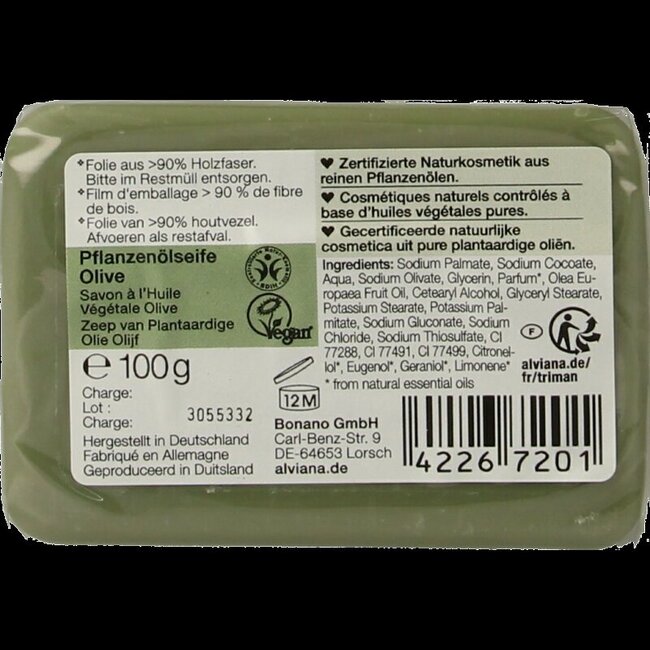 *Folie aus >90% Holzfaser.
Bitte im Restmüll entsorgen.
*Film d'emballage > 90 % de fibre
de bois.
*Folie van >90% houtvezel.
Afvoeren als restafval.
Pflanzenölseife
Olive
Savon à l'Huile
Végétale Olive
Zeep van Plantaardige
Olie Olijf
Vegan
℮ 100g
Charge:
Lot :
Charge:
3055332
Hergestellt in Deutschland
Fabriqué en Allemagne
Geproduceerd in Duitsland
♥ Zertifizierte Naturkosmetik aus
reinen Pflanzenölen.
♥ Cosmétiques naturels contrôlés à
base d'huiles végétales pures.
♥ Gecertificeerde natuurlijke
cosmetica uit pure plantaardige oliën.
Ingredients: Sodium Palmate, Sodium Cocoate,
Aqua, Sodium Olivate, Glycerin, Parfum*, Olea Eu-
ropaea Fruit Oil, Cetearyl Alcohol, Glyceryl Stearate,
Potassium Stearate, Potassium Pal-
mitate, Sodium Gluconate, Sodium
Chloride, Sodium Thiosulfate, CI
77288, CI 77491, CI 77499, Citronel-
lol*, Eugenol*, Geraniol*, Limonene*
* from natural essential oils
F
alviana.de/
fr/triman
12M
Bonano GmbH
Carl-Benz-Str. 9
DE-64653 Lorsch
alviana.de
4226 7201